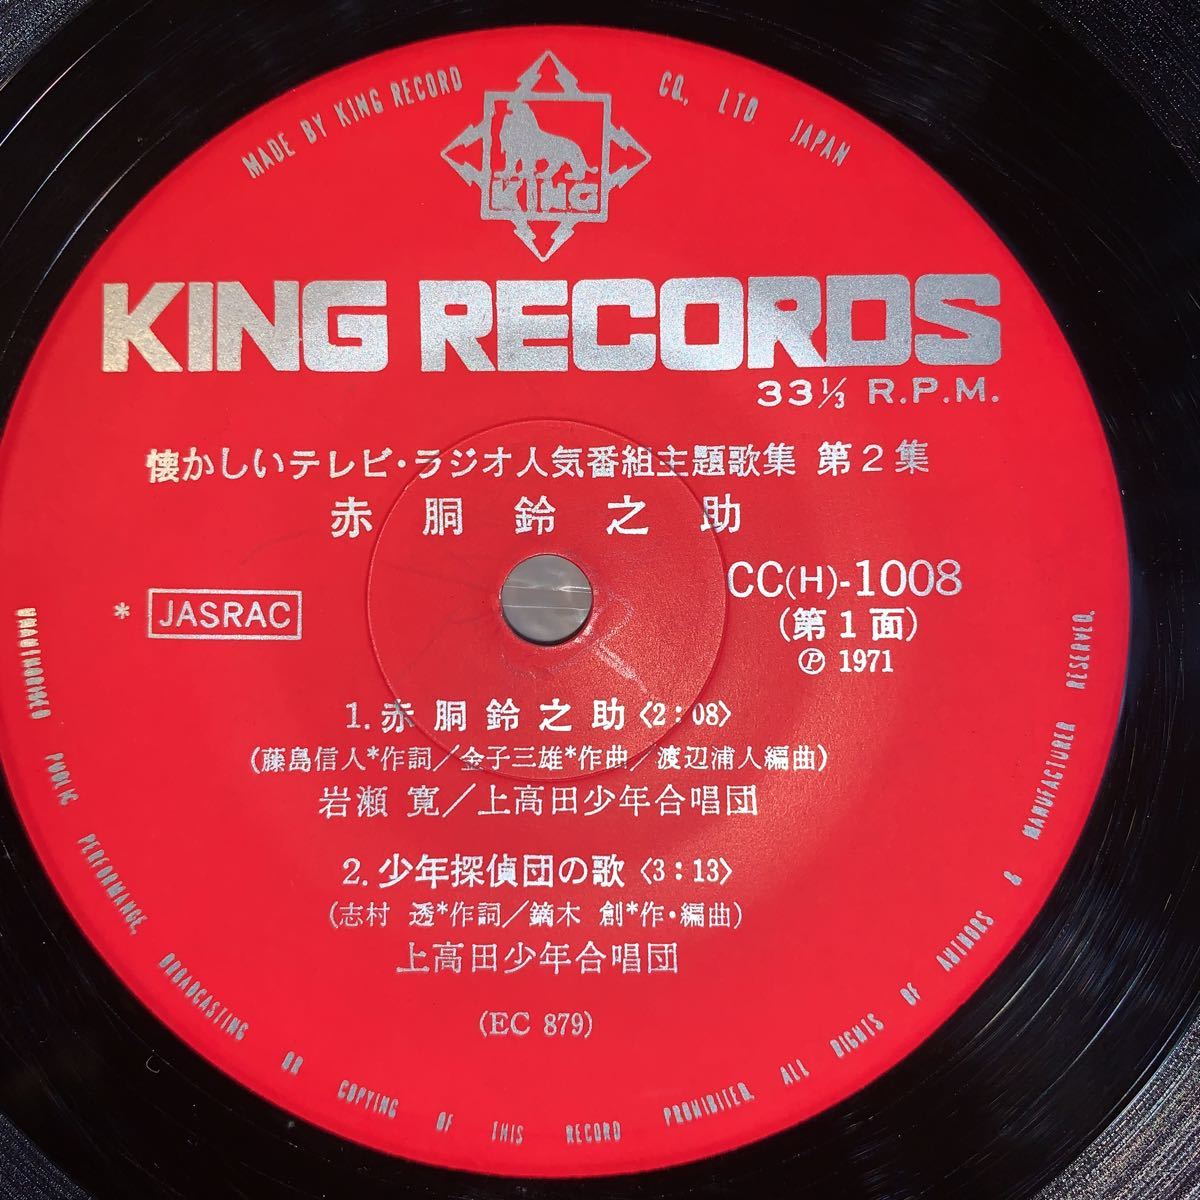 MADE BY KING RECORD CO., LTD JAPAN
KING
KING RECORDS
33 1/3 R.P.M.
懐かしいテレビ・ラジオ人気番組主題歌集 第2集
赤胴鈴之助
CC(H)-1008
(第1面)
Ⓟ 1971
* JASRAC
1. 赤胴鈴之助〈2:08〉
(藤島信人*作詞/金子三雄*作曲/渡辺浦人編曲)
岩瀬 寛/上高田少年合唱団
2. 少年探偵団の歌〈3:13〉
(志村 透*作詞/鏑木 創*作・編曲)
上高田少年合唱団
(EC 879)
UNAUTHORISED PUBLIC PERFORMANCE, BROADCASTING OR COPYING OF THIS RECORD PROHIBITED. ALL RIGHTS OF AUTHORS & MANUFACTURER RESERVED.